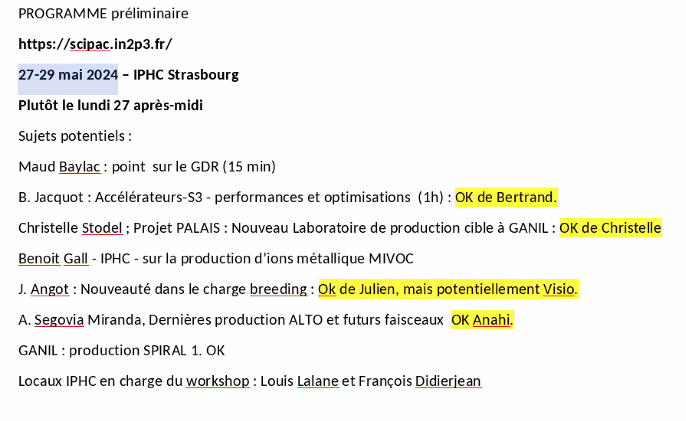 PROGRAMME préliminaire
https://scipac.in2p3.fr/
27-29 mai 2024 – IPHC Strasbourg
Plutôt le lundi 27 après-midi
Sujets potentiels :
Maud Baylac : point sur le GDR (15 min)
B. Jacquot : Accélérateurs-S3 - performances et optimisations (1h) : OK de Bertrand.
Christelle Stodel ; Projet PALAIS : Nouveau Laboratoire de production cible à GANIL : OK de Christelle
Benoit Gall - IPHC - sur la production d’ions métallique MIVOC
J. Angot : Nouveauté dans le charge breeding : Ok de Julien, mais potentiellement Visio.
A. Segovia Miranda, Dernières production ALTO et futurs faisceaux OK Anahi.
GANIL : production SPIRAL 1. OK
Locaux IPHC en charge du workshop : Louis Lalane et François Didierjean